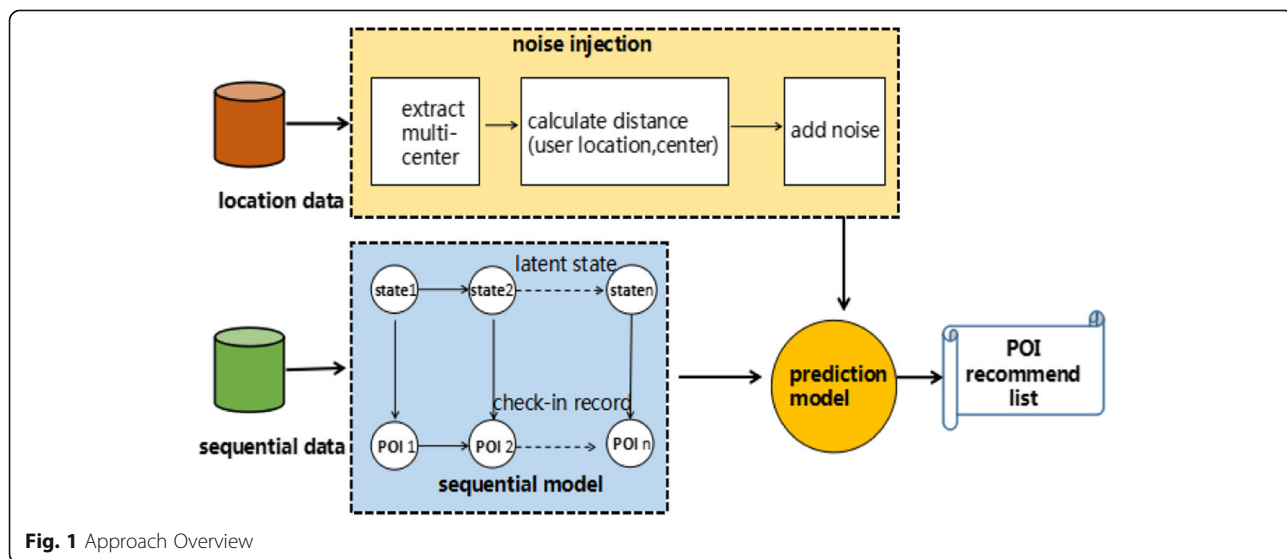 noise injection
extract
multi-
center
calculate distance
(user location,center)
add noise
location data
latent state
state1
state2
staten
check-in record
POI 1
POI 2
POI n
sequential data
sequential model
prediction
model
POI
recommend
list
Fig. 1 Approach Overview